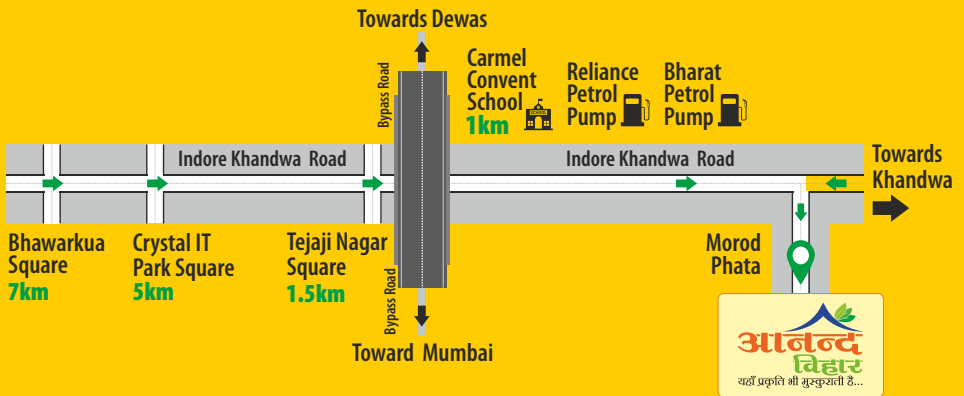 Towards Dewas
Bypass Road
Carmel
Convent
School
1km
SCHOOL
Reliance
Petrol
Pump
Bharat
Petrol
Pump
Indore Khandwa Road
Indore Khandwa Road
Towards
Khandwa
Bhawarkua
Square
7km
Crystal IT
Park Square
5km
Tejaji Nagar
Square
1.5km
Bypass Road
Toward Mumbai
Morod
Phata
आनन्द
विहार
यहाँ प्रकृति भी मुस्कुराती है...